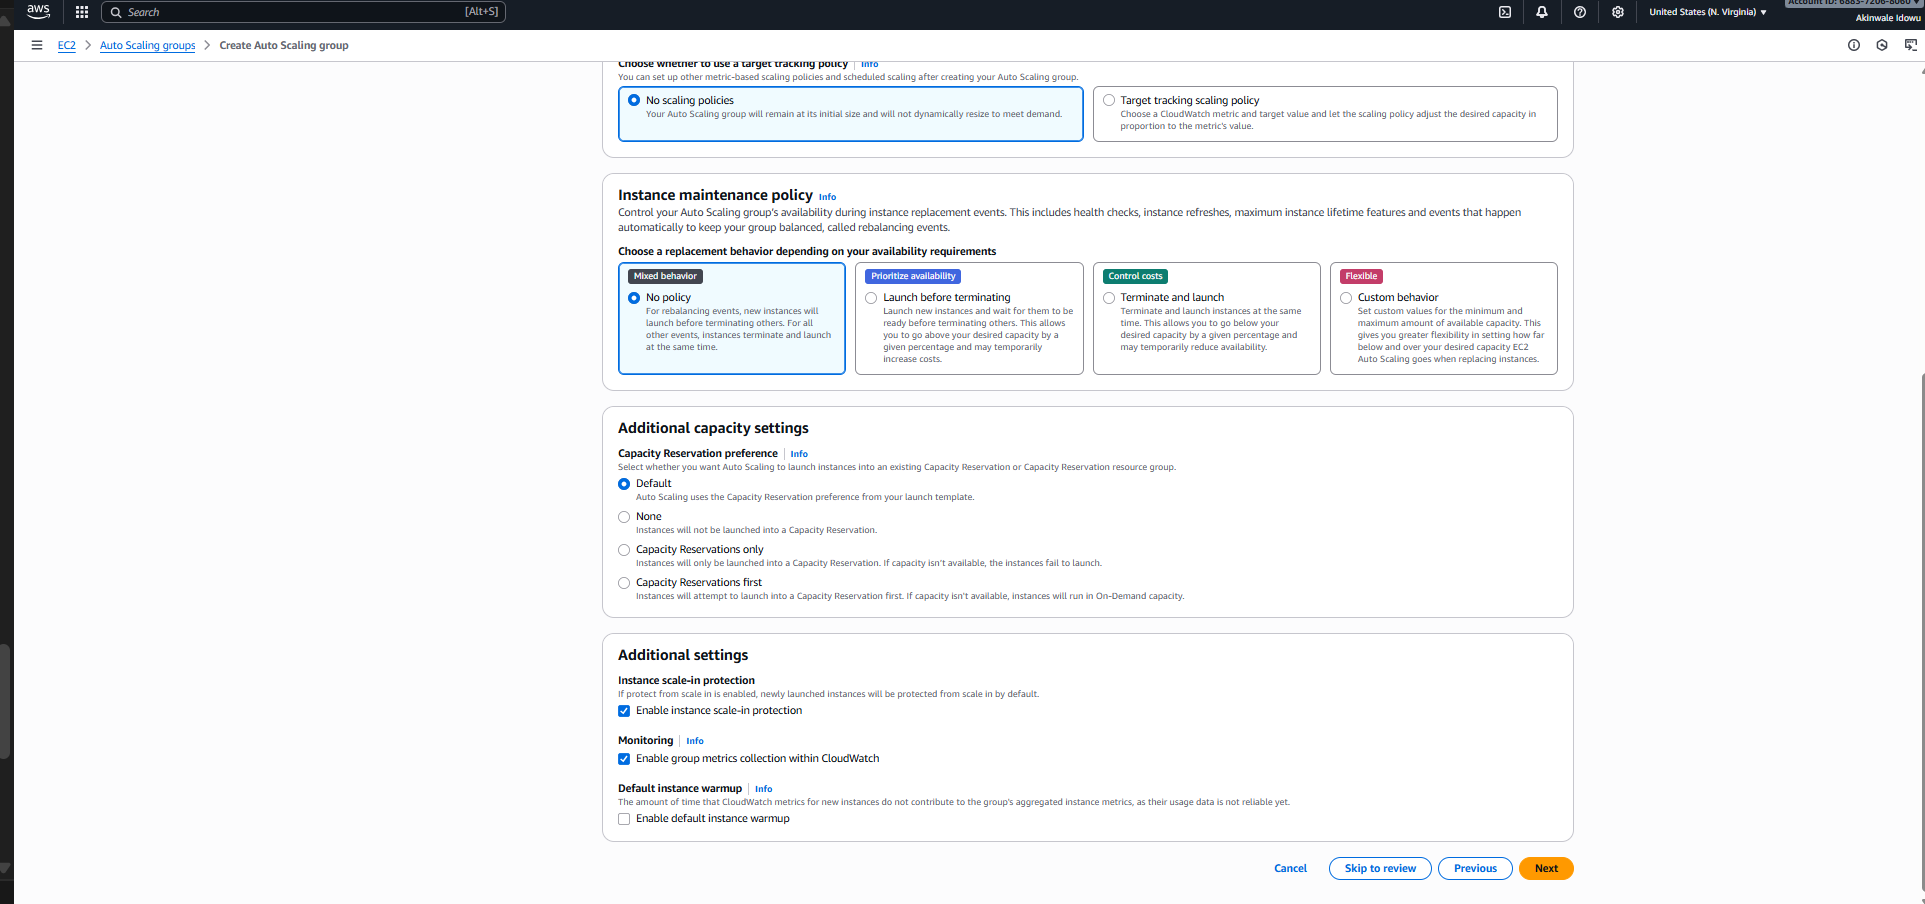 aws
Search
[Alt+S]
United States (N. Virginia)
Account ID: 6883-7206-8060
Akinwale Idowu
EC2 > Auto Scaling groups > Create Auto Scaling group
Choose whether to use a target tracking policy | Info
You can set up other metric-based scaling policies and scheduled scaling after creating your Auto Scaling group.
No scaling policies
Your Auto Scaling group will remain at its initial size and will not dynamically resize to meet demand.
Target tracking scaling policy
Choose a CloudWatch metric and target value and let the scaling policy adjust the desired capacity in
proportion to the metric's value.
Instance maintenance policy Info
Control your Auto Scaling group's availability during instance replacement events. This includes health checks, instance refreshes, maximum instance lifetime features and events that happen
automatically to keep your group balanced, called rebalancing events.
Choose a replacement behavior depending on your availability requirements
Mixed behavior
No policy
For rebalancing events, new instances will
launch before terminating others. For all
other events, instances terminate and launch
at the same time.
Prioritize availability
Launch before terminating
Launch new instances and wait for them to be
ready before terminating others. This allows
you to go above your desired capacity by a
given percentage and may temporarily
increase costs.
Control costs
Terminate and launch
Terminate and launch instances at the same
time. This allows you to go below your
desired capacity by a given percentage and
may temporarily reduce availability.
Flexible
Custom behavior
Set custom values for the minimum and
maximum amount of available capacity. This
gives you greater flexibility in setting how far
below and over your desired capacity EC2
Auto Scaling goes when replacing instances.
Additional capacity settings
Capacity Reservation preference | Info
Select whether you want Auto Scaling to launch instances into an existing Capacity Reservation or Capacity Reservation resource group.
Default
Auto Scaling uses the Capacity Reservation preference from your launch template.
None
Instances will not be launched into a Capacity Reservation.
Capacity Reservations only
Instances will only be launched into a Capacity Reservation. If capacity isn't available, the instances fail to launch.
Capacity Reservations first
Instances will attempt to launch into a Capacity Reservation first. If capacity isn't available, instances will run in On-Demand capacity.
Additional settings
Instance scale-in protection
If protect from scale in is enabled, newly launched instances will be protected from scale in by default.
Enable instance scale-in protection
Monitoring | Info
Enable group metrics collection within CloudWatch
Default instance warmup | Info
The amount of time that CloudWatch metrics for new instances do not contribute to the group's aggregated instance metrics, as their usage data is not reliable yet.
Enable default instance warmup
Cancel
Skip to review
Previous
Next